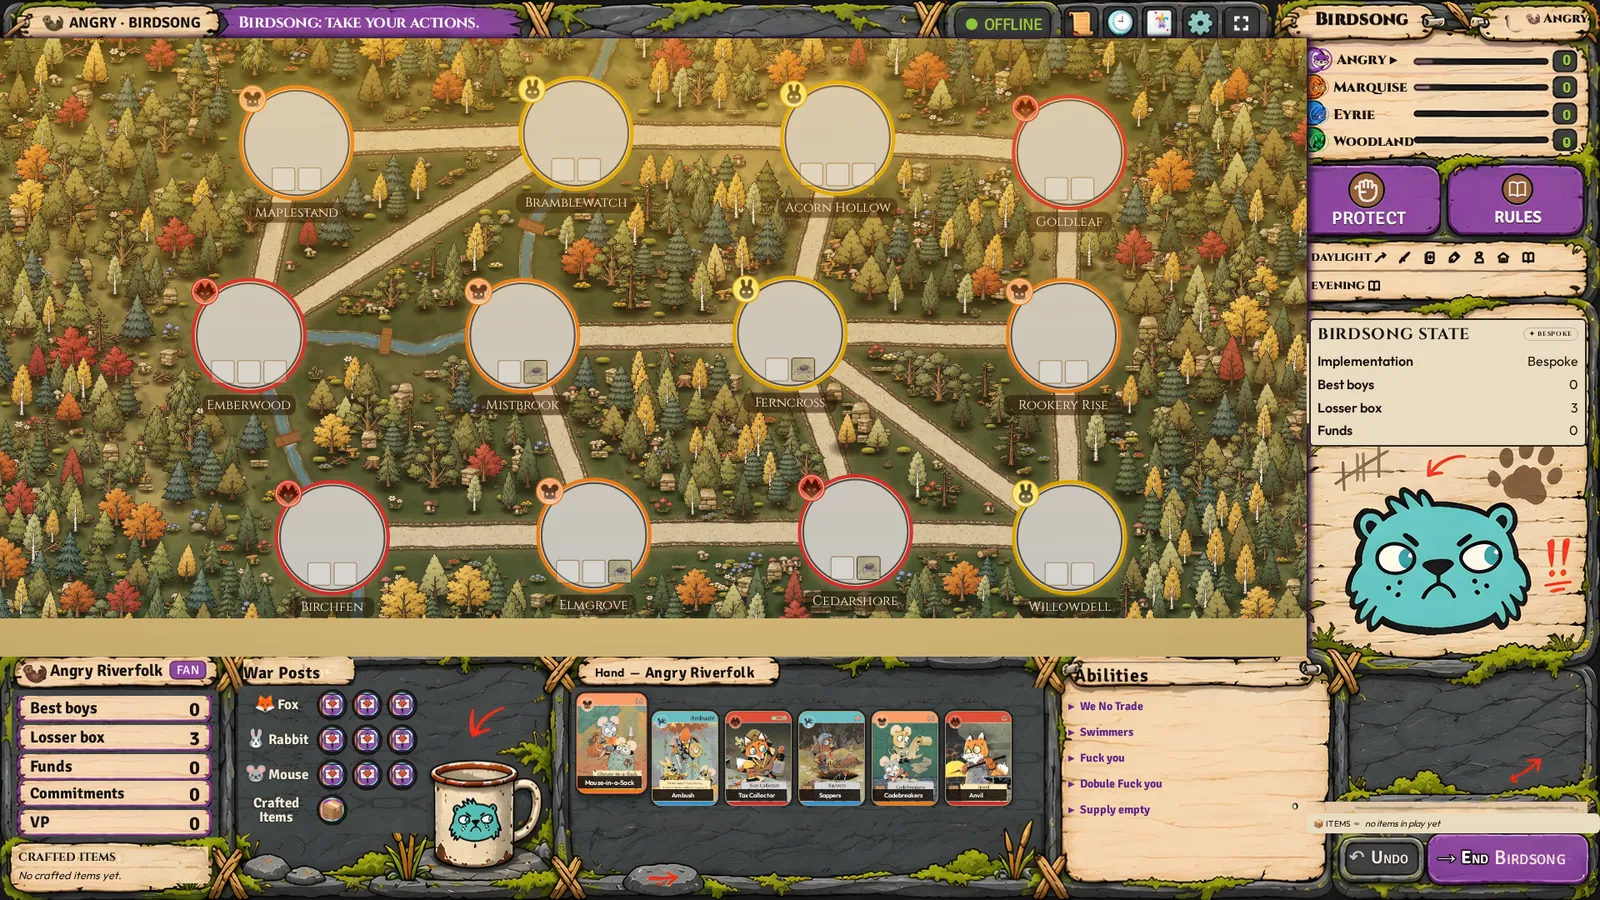 ANGRY · BIRDSONG
BIRDSONG: TAKE YOUR ACTIONS.
OFFLINE
BIRDSONG
ANGRY
ANGRY ▸ 0
MARQUISE 0
EYRIE 0
WOODLAND 0
PROTECT
RULES
DAYLIGHT
EVENING
BIRDSONG STATE
✦ BESPOKE
Implementation Bespoke
Best boys 0
Losser box 3
Funds 0
MAPLESTAND
BRAMBLEWATCH
ACORN HOLLOW
GOLDLEAF
EMBERWOOD
MISTBROOK
FERNCROSS
ROOKERY RISE
BIRCHFEN
ELMGROVE
CEDARSHORE
WILLOWDELL
Angry Riverfolk FAN
Best boys 0
Losser box 3
Funds 0
Commitments 0
VP 0
CRAFTED ITEMS
No crafted items yet.
War Posts
Fox
Rabbit
Mouse
Crafted
Items
Hand — Angry Riverfolk
Mouse-in-a-Sack
Ambush!
Ambush
Tax Collector
Sappers
Codebreakers
Anvil
Abilities
▸ We No Trade
▸ Swimmers
▸ Fuck you
▸ Dobule Fuck you
▸ Supply empty
ITEMS ∞ no items in play yet
↶ UNDO
→ END BIRDSONG